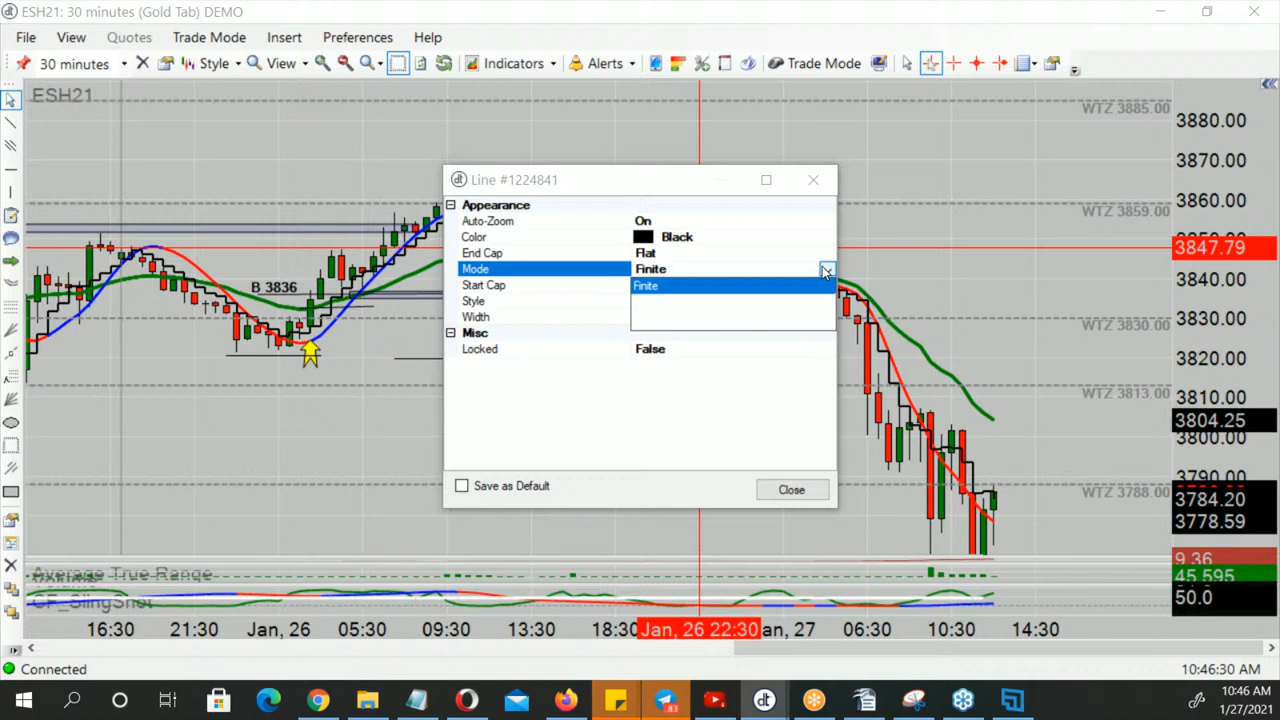 ESH21: 30 minutes (Gold Tab) DEMO
File View Quotes Trade Mode Insert Preferences Help
30 minutes Style View Indicators Alerts Trade Mode
ESH21
WTZ 3885.00
3880.00
3870.00
3860.00
WTZ 3859.00
3847.79
3840.00
WTZ 3830.00
3830.00
3820.00
WTZ 3813.00
3810.00
3804.25
3800.00
WTZ 3788.00
3784.20
3778.59
B 3836
Line #1224841
Appearance
Auto-Zoom On
Color Black
End Cap Flat
Mode Finite
Start Cap Finite
Style
Width
Misc
Locked False
Save as Default
Close
Average True Range
9.36
45.595
CF_SlingShot
50.0
16:30 21:30 Jan, 26 05:30 09:30 13:30 18:30 Jan, 26 22:30 an, 27 06:30 10:30 14:30
Connected 10:46:30 AM
83
dt
10:46 AM
1/27/2021